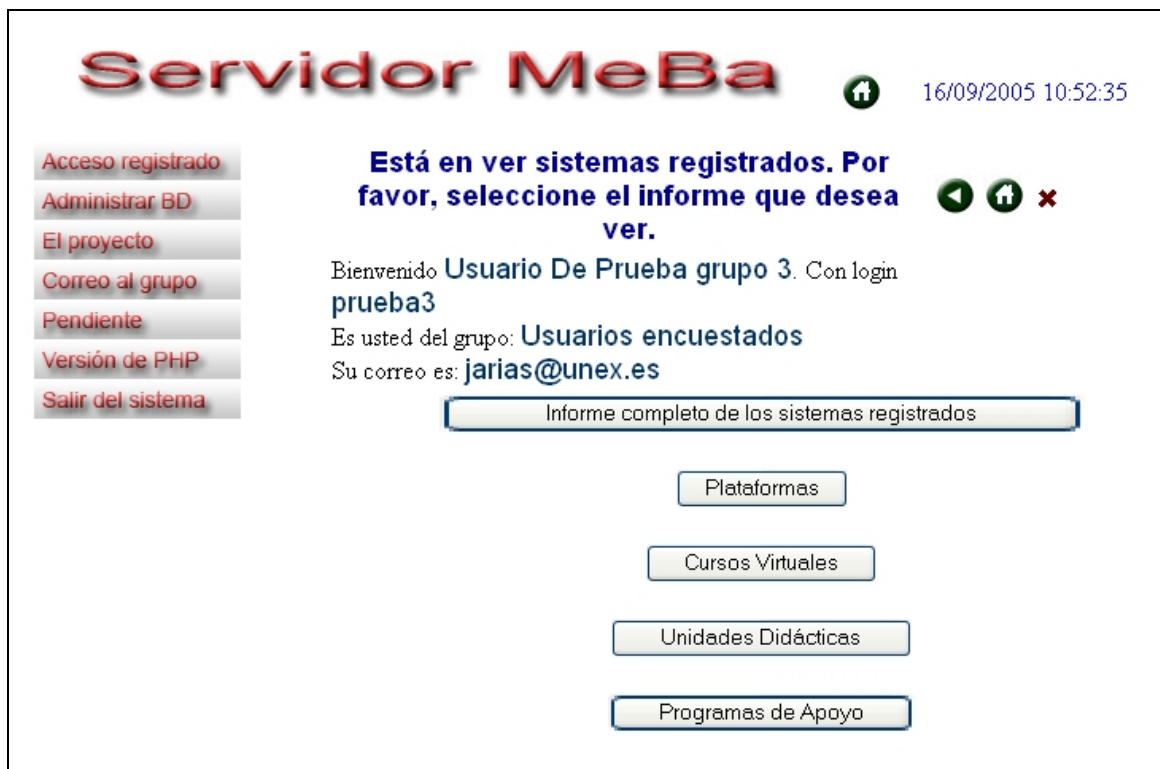 Servidor MeBa
16/09/2005 10:52:35
Acceso registrado
Administrar BD
El proyecto
Correo al grupo
Pendiente
Versión de PHP
Salir del sistema
Está en ver sistemas registrados. Por
favor, seleccione el informe que desea
ver.
Bienvenido Usuario De Prueba grupo 3. Con login
prueba3
Es usted del grupo: Usuarios encuestados
Su correo es: jarias@unex.es
Informe completo de los sistemas registrados
Plataformas
Cursos Virtuales
Unidades Didácticas
Programas de Apoyo